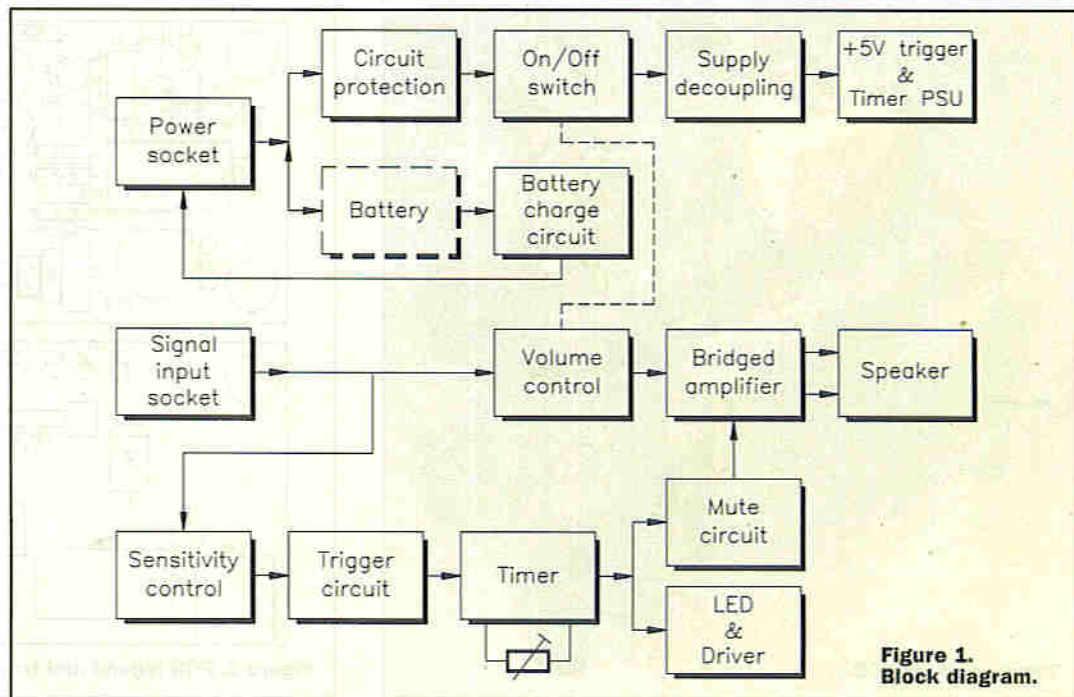 Circuit
protection
On/Off
switch
Supply
decoupling
+5V trigger
&
Timer PSU
Power
socket
Battery
Battery
charge
circuit
Signal
input
socket
Volume
control
Bridged
amplifier
Speaker
Mute
circuit
Sensitivity
control
Trigger
circuit
Timer
LED
&
Driver
Figure 1.
Block diagram.